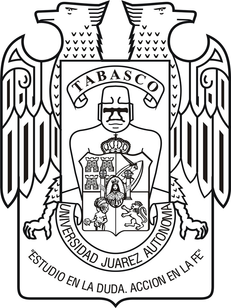 TABASCO
UNIVERSIDAD JUAREZ AUTONOMA
"ESTUDIO EN LA DUDA. ACCION EN LA FE"